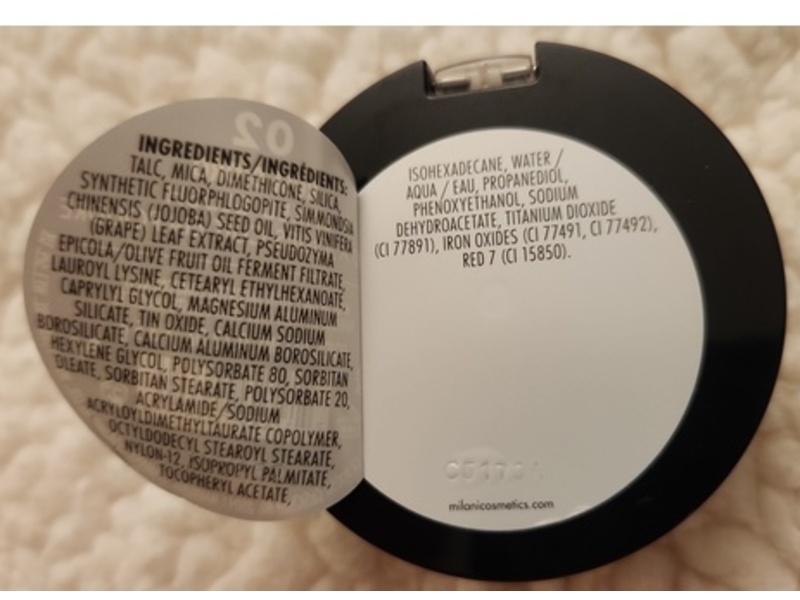 INGREDIENTS/INGRÉDIENTS:
TALC, MICA, DIMETHICONE, SILICA,
SYNTHETIC FLUORPHLOGOPITE, SIMMONDSIA
CHINENSIS (JOJOBA) SEED OIL, VITIS VINIFERA
(GRAPE) LEAF EXTRACT, PSEUDOZYMA
EPICOLA/OLIVE FRUIT OIL FERMENT FILTRATE,
LAUROYL LYSINE, CETEARYL ETHYLHEXANOATE,
CAPRYLYL GLYCOL, MAGNESIUM ALUMINUM
SILICATE, TIN OXIDE, CALCIUM SODIUM
BOROSILICATE, CALCIUM ALUMINUM BOROSILICATE,
HEXYLENE GLYCOL, POLYSORBATE 80, SORBITAN
OLEATE, SORBITAN STEARATE, POLYSORBATE 20,
ACRYLAMIDE/SODIUM
ACRYLOYLDIMETHYLTAURATE COPOLYMER,
OCTYLDODECYL STEAROYL STEARATE,
NYLON-12, ISOPROPYL PALMITATE,
TOCOPHERYL ACETATE,
ISOHEXADECANE, WATER /
AQUA / EAU, PROPANEDIOL,
PHENOXYETHANOL, SODIUM
DEHYDROACETATE, TITANIUM DIOXIDE
(CI 77891), IRON OXIDES (CI 77491, CI 77492),
RED 7 (CI 15850).
milanicosmetics.com
02